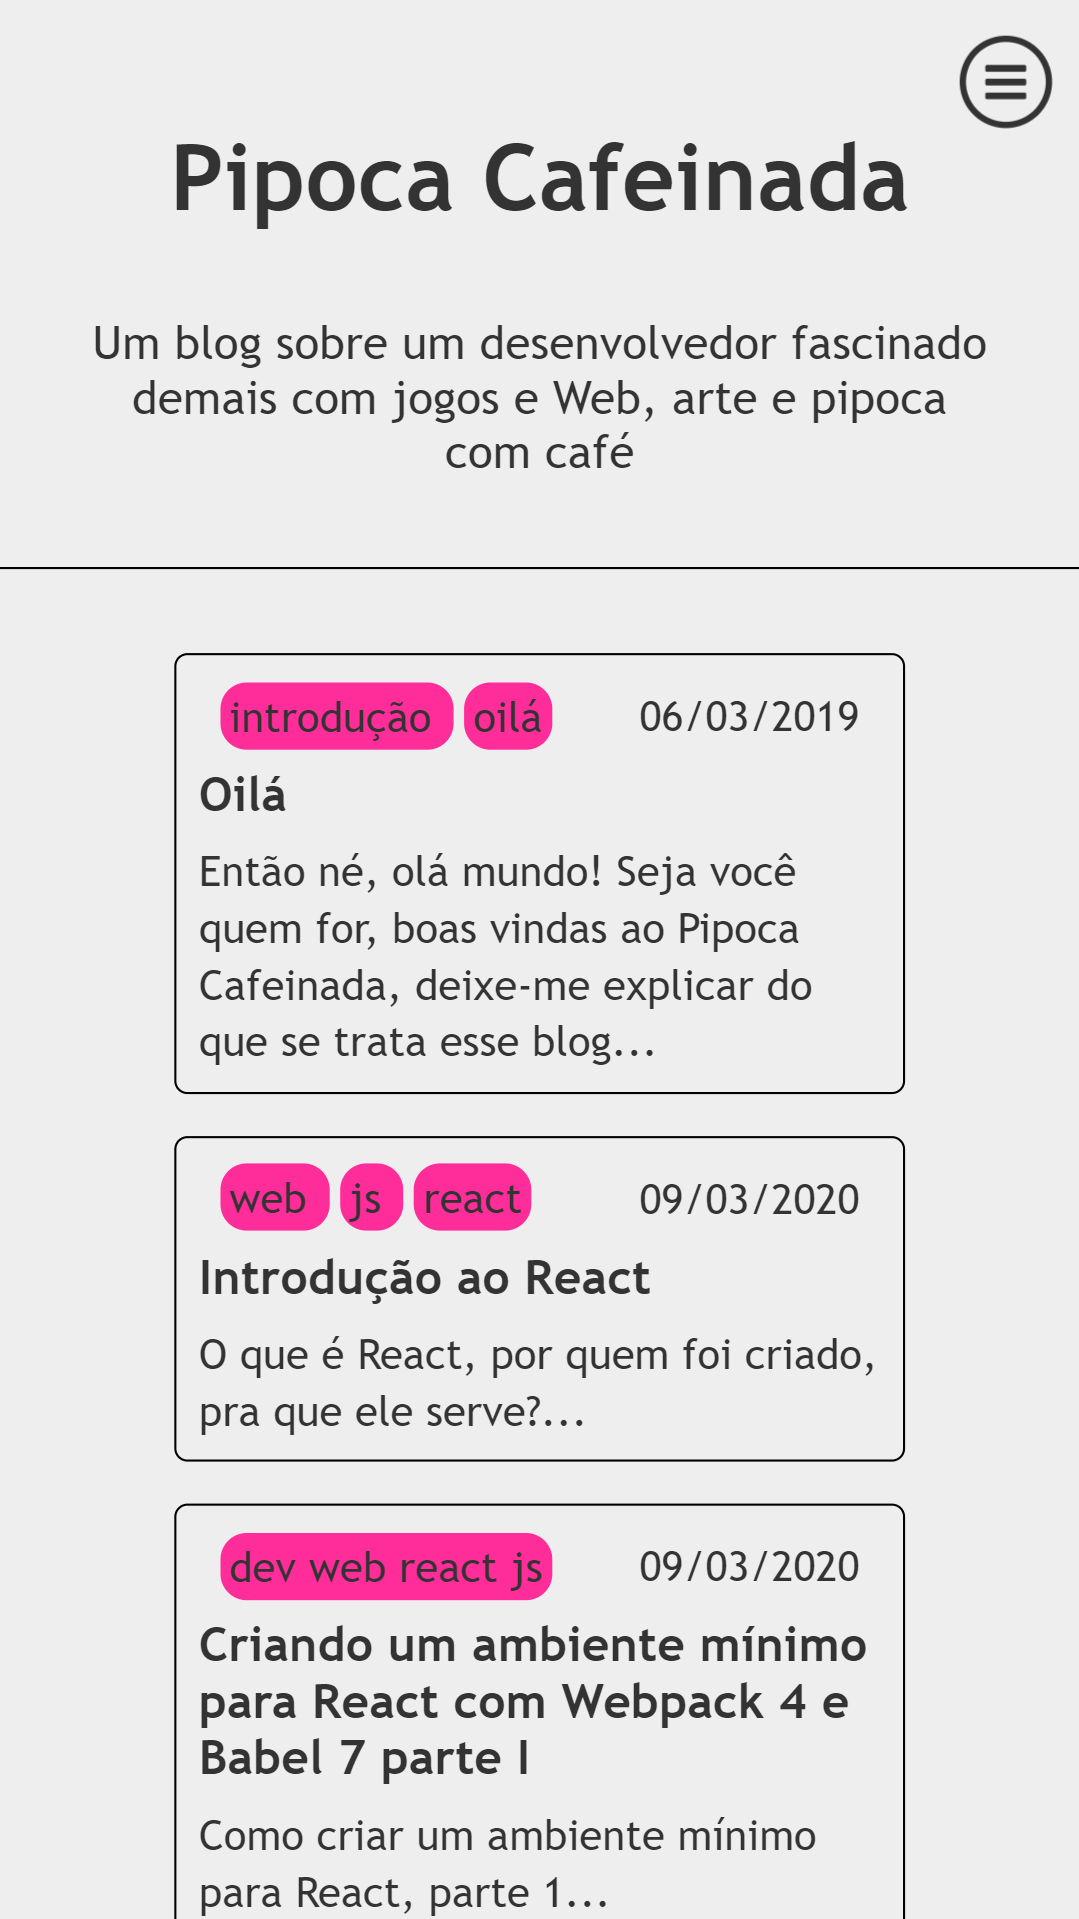 Pipoca Cafeinada
Um blog sobre um desenvolvedor fascinado
demais com jogos e Web, arte e pipoca
com café
introdução oilá 06/03/2019
Oilá
Então né, olá mundo! Seja você
quem for, boas vindas ao Pipoca
Cafeinada, deixe-me explicar do
que se trata esse blog...
web js react 09/03/2020
Introdução ao React
O que é React, por quem foi criado,
pra que ele serve?...
dev web react js 09/03/2020
Criando um ambiente mínimo
para React com Webpack 4 e
Babel 7 parte I
Como criar um ambiente mínimo
para React, parte 1...